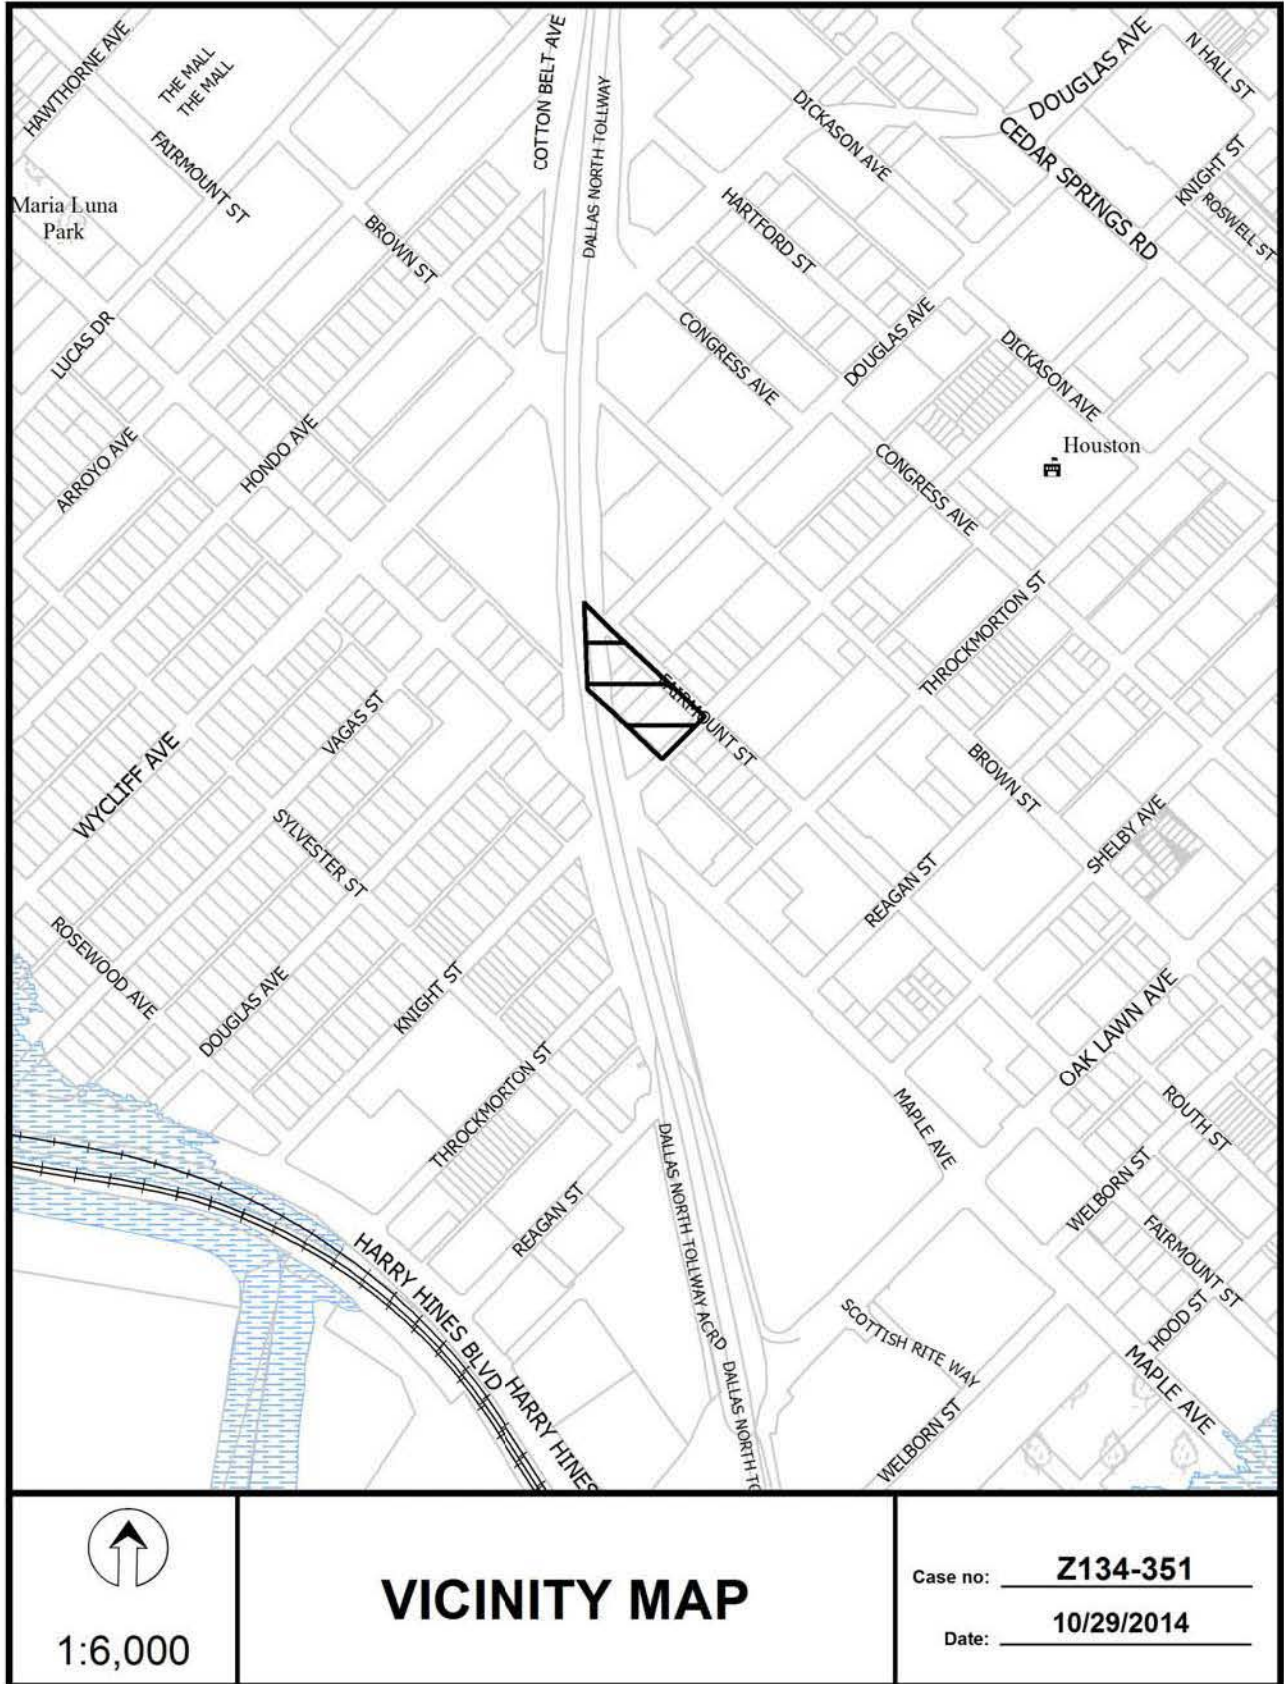 HAWTHORNE AVE
THE MALL
THE MALL
COTTON BELT AVE
DALLAS NORTH TOLLWAY
DOUGLAS AVE
N HALL ST
DICKASON AVE
CEDAR SPRINGS RD
KNIGHT ST
ROSWELL ST
FAIRMOUNT ST
Maria Luna
Park
BROWN ST
HARTFORD ST
LUCAS DR
CONGRESS AVE
DOUGLAS AVE
DICKASON AVE
ARROYO AVE
HONDO AVE
Houston
CONGRESS AVE
THROCKMORTON ST
FAIRMOUNT ST
VAGAS ST
WYCLIFF AVE
BROWN ST
SYLVESTER ST
SHELBY AVE
REAGAN ST
ROSEWOOD AVE
DOUGLAS AVE
KNIGHT ST
OAK LAWN AVE
THROCKMORTON ST
MAPLE AVE
ROUTH ST
DALLAS NORTH TOLLWAY ACRD
WELBORN ST
REAGAN ST
FAIRMOUNT ST
HARRY HINES BLVD
SCOTTISH RITE WAY
HOOD ST
MAPLE AVE
HARRY HINES
DALLAS NORTH TO
WELBORN ST
1:6,000
VICINITY MAP
Case no: Z134-351
Date: 10/29/2014